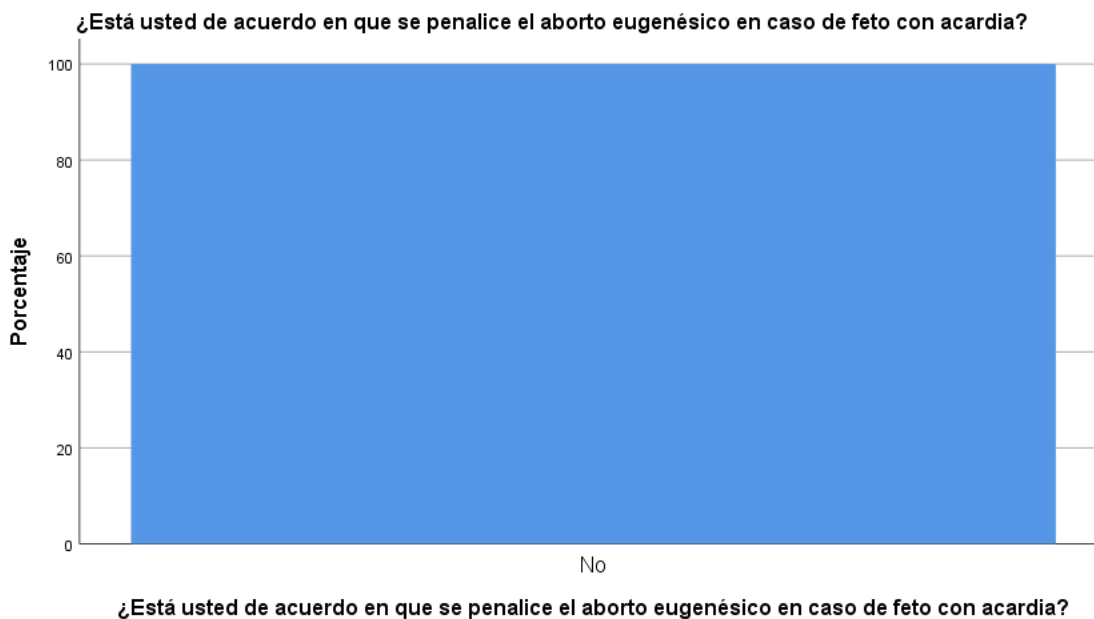 ¿Está usted de acuerdo en que se penalice el aborto eugenésico en caso de feto con acardia?
100
80
60
40
20
0
Porcentaje
No
¿Está usted de acuerdo en que se penalice el aborto eugenésico en caso de feto con acardia?